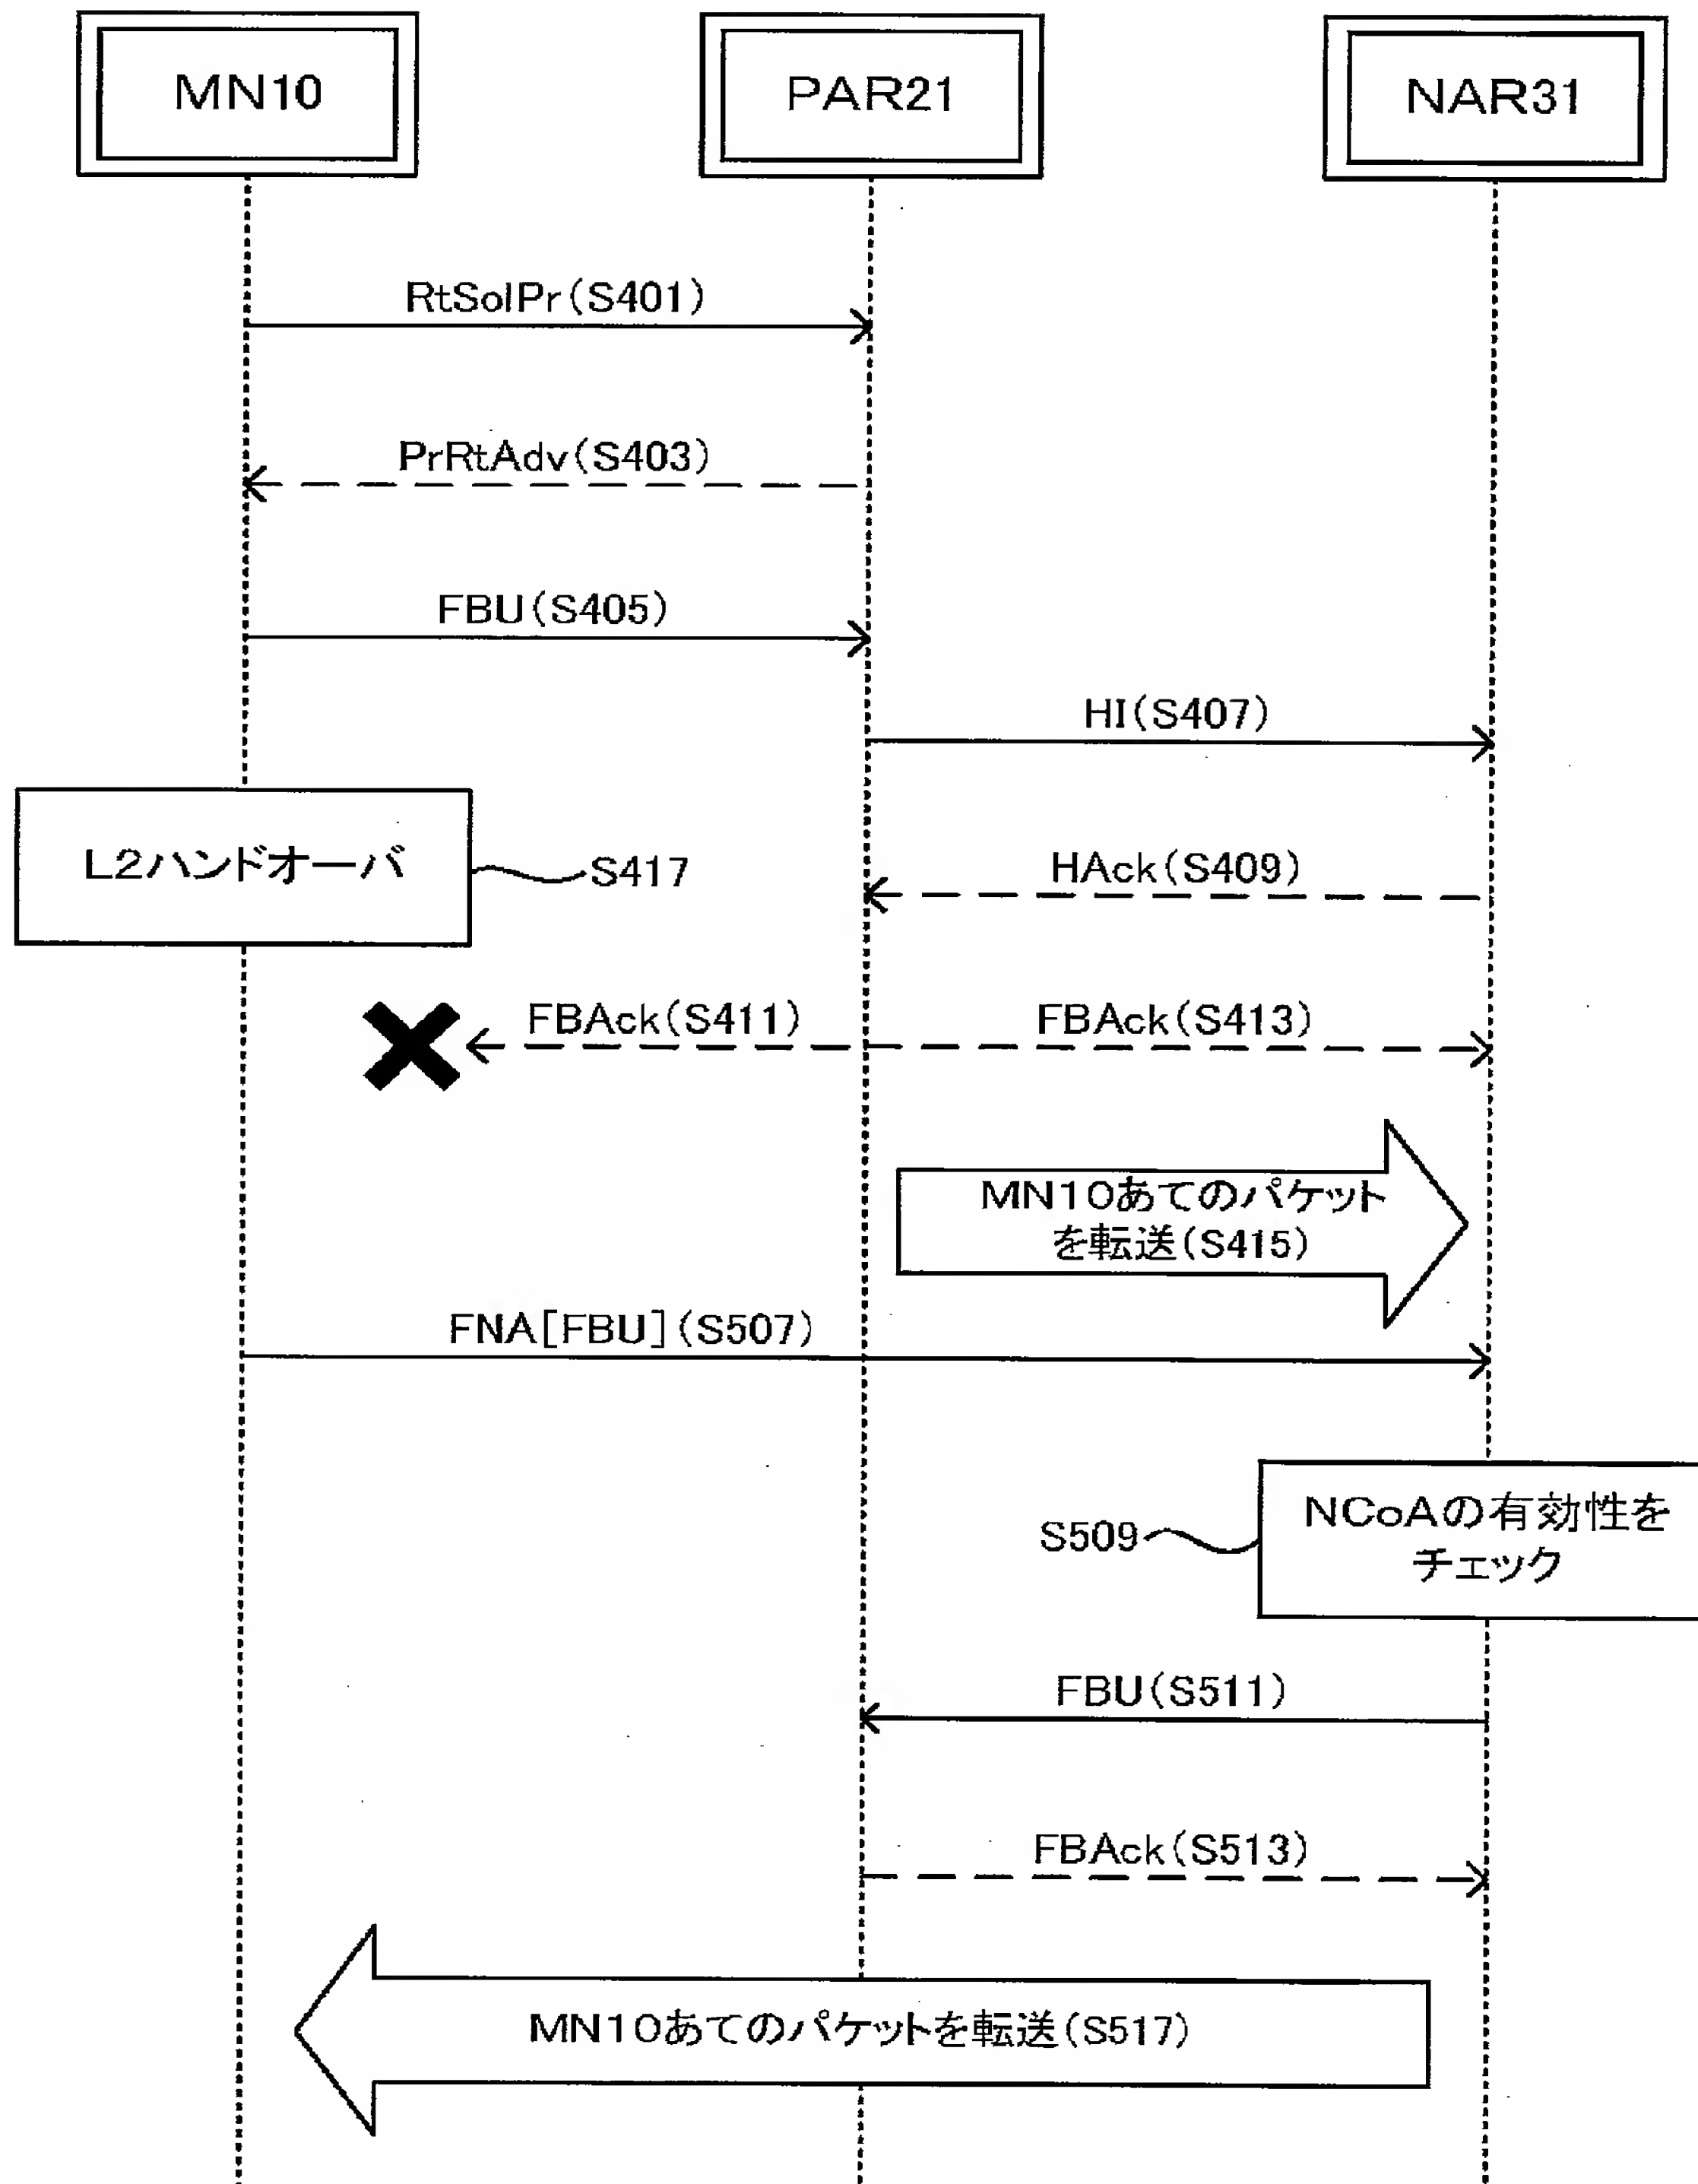 MN10
PAR21
NAR31
RtSolPr(S401)
PrRtAdv(S403)
FBU(S405)
HI(S407)
L2ハンドオーバ
S417
HAck(S409)
FBAck(S411)
FBAck(S413)
MN10あてのパケット
を転送(S415)
FNA[FBU](S507)
NCoAの有効性を
チェック
S509
FBU(S511)
FBAck(S513)
MN10あてのパケットを転送(S517)